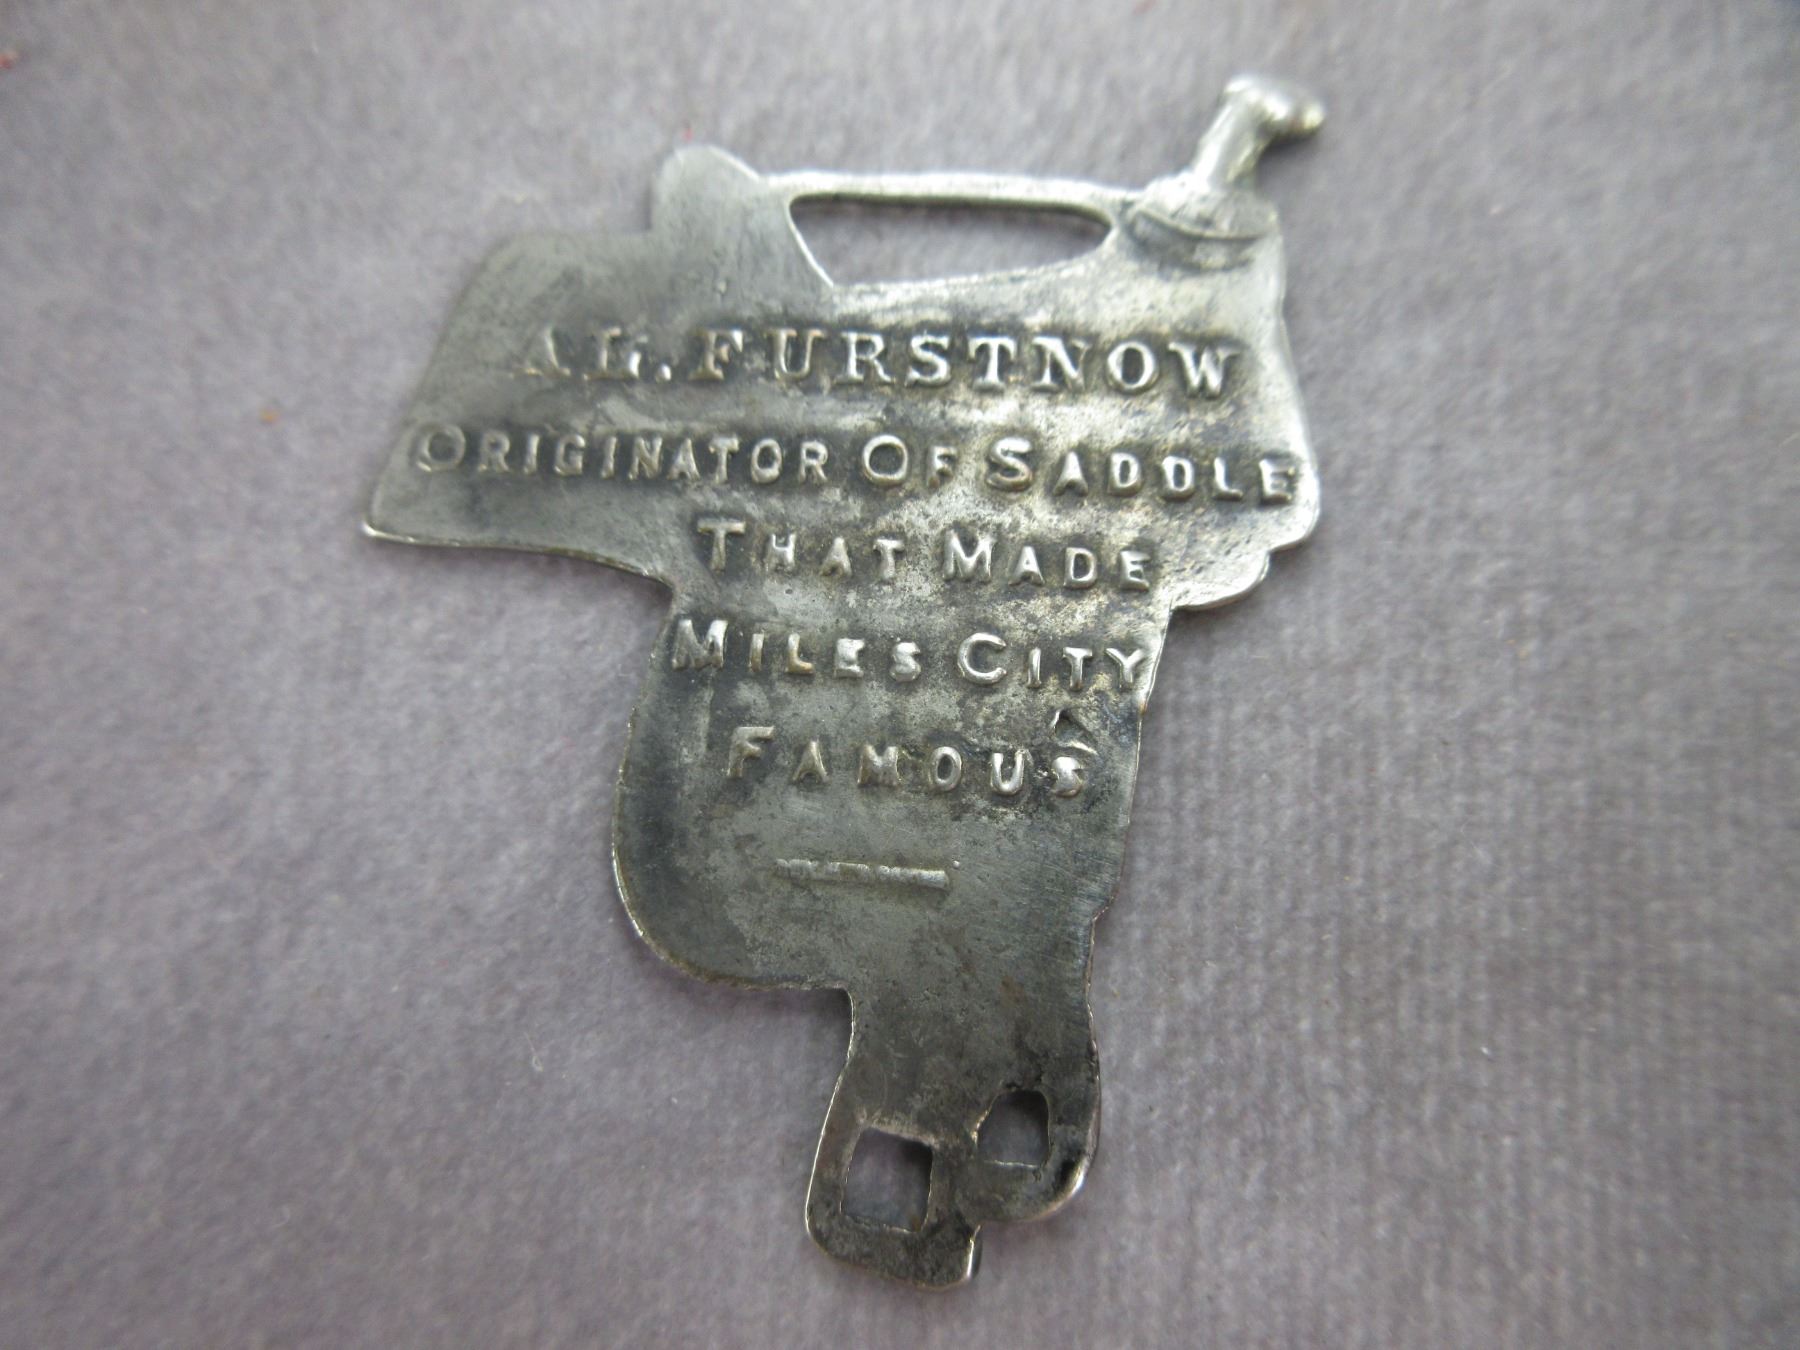 AL. FURSTNOW
ORIGINATOR OF SADDLE
THAT MADE
MILES CITY
FAMOUS